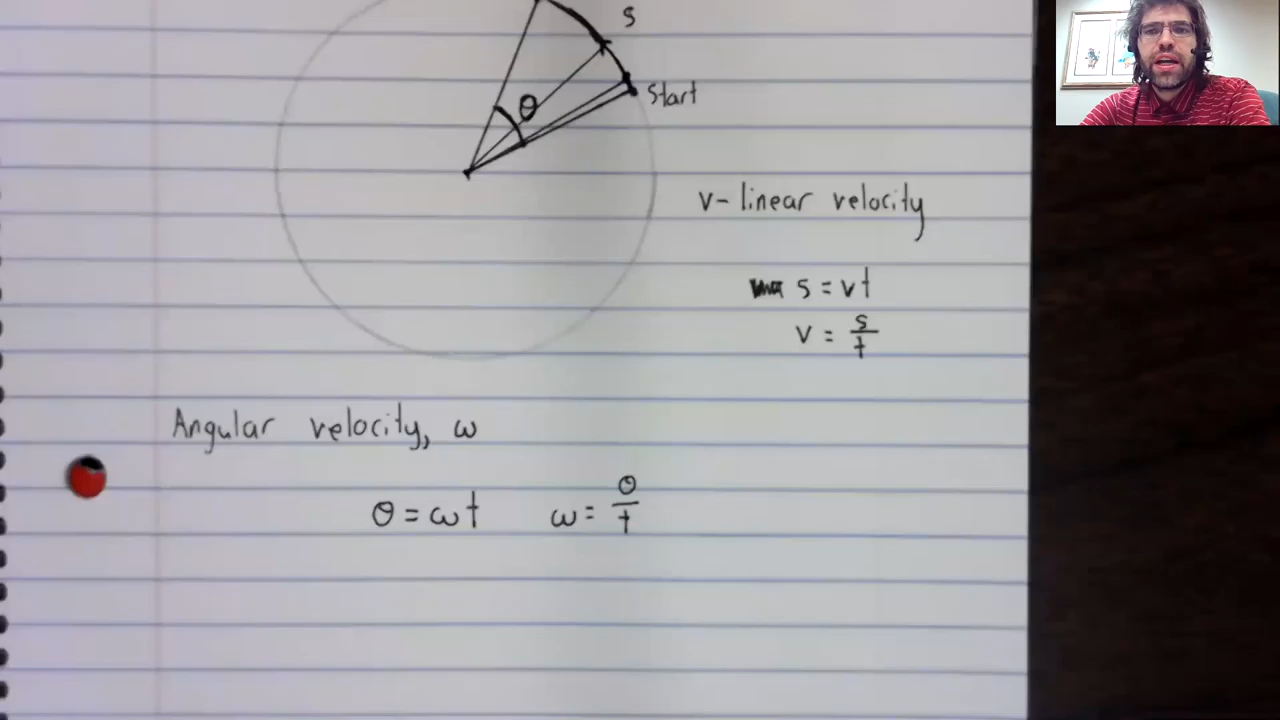 s
θ
Start
v - linear velocity
s = vt
v = s/t
Angular velocity, ω
θ = ωt ω = θ/t